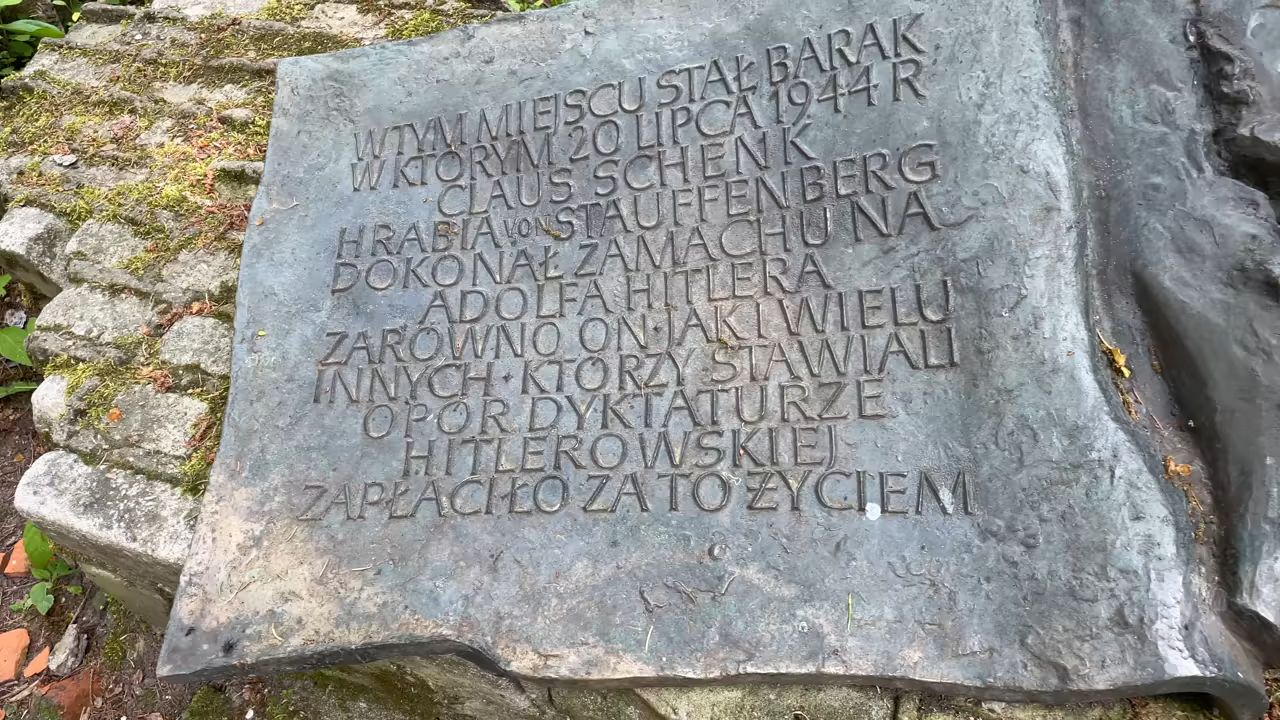 W TYM MIEJSCU STAŁ BARAK
W KTÓRYM 20 LIPCA 1944 R
CLAUS SCHENK
HRABIA VON STAUFFENBERG
DOKONAŁ ZAMACHU NA
ADOLFA HITLERA
ZARÓWNO ON JAK I WIELU
INNYCH · KTÓRZY STAWIALI
OPÓR DYKTATURZE
HITLEROWSKIEJ
ZAPŁACIŁO ZA TO ŻYCIEM